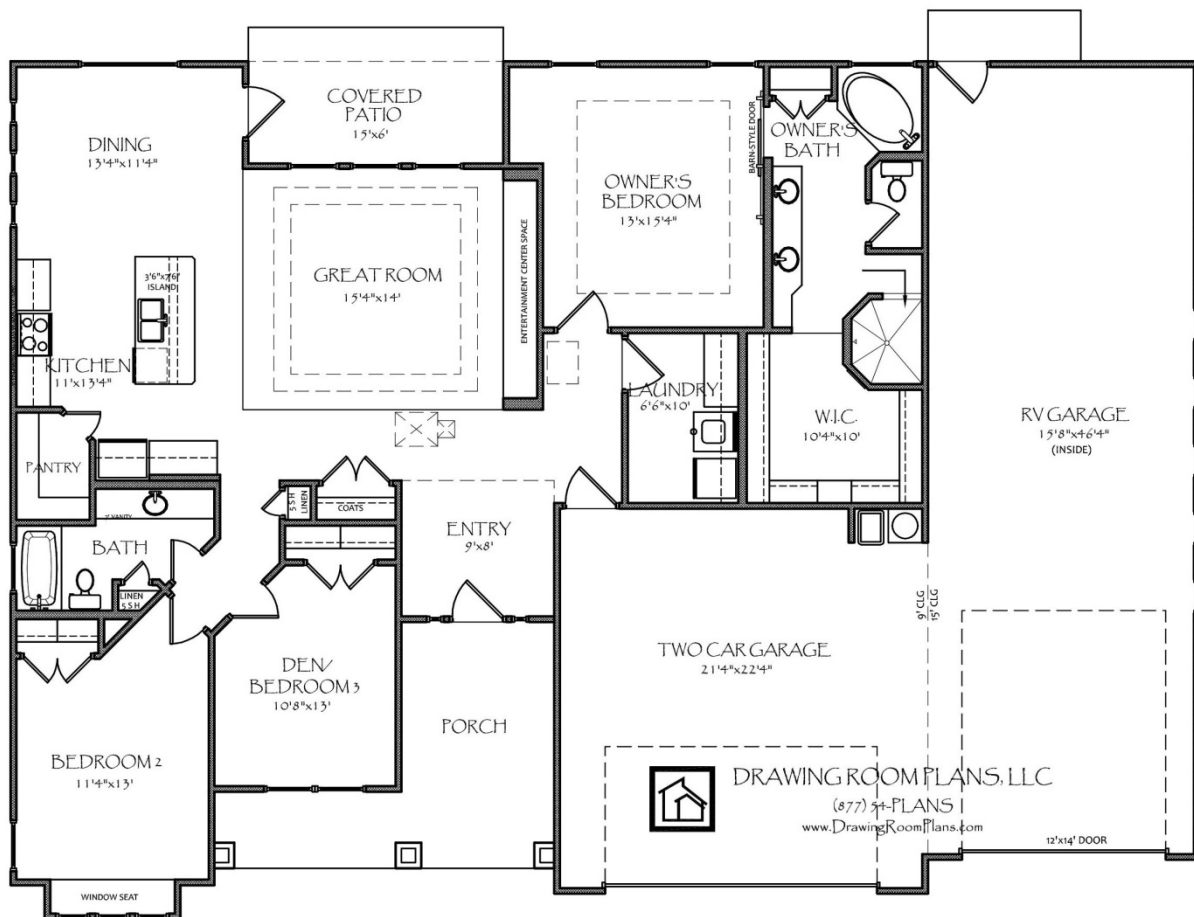 COVERED
PATIO
15'x6'
DINING
13'4"x11'4"
OWNER'S
BATH
BARN-STYLE DOOR
OWNER'S
BEDROOM
13'x15'4"
GREAT ROOM
15'4"x14'
ENTERTAINMENT CENTER SPACE
3'6"x7'6"
ISLAND
KITCHEN
11'x13'4"
LAUNDRY
6'6"x10'
W.I.C.
10'4"x10'
RV GARAGE
15'8"x46'4"
(INSIDE)
PANTRY
5 S H
LINEN
COATS
ENTRY
9'x8'
BATH
LINEN
5 S H
9' CLG
15' CLG
TWO CAR GARAGE
21'4"x22'4"
DEN/
BEDROOM 3
10'8"x13'
PORCH
BEDROOM 2
11'4"x13'
DRAWING ROOM PLANS, LLC
(877) 54-PLANS
www.DrawingRoomPlans.com
12'x14' DOOR
WINDOW SEAT